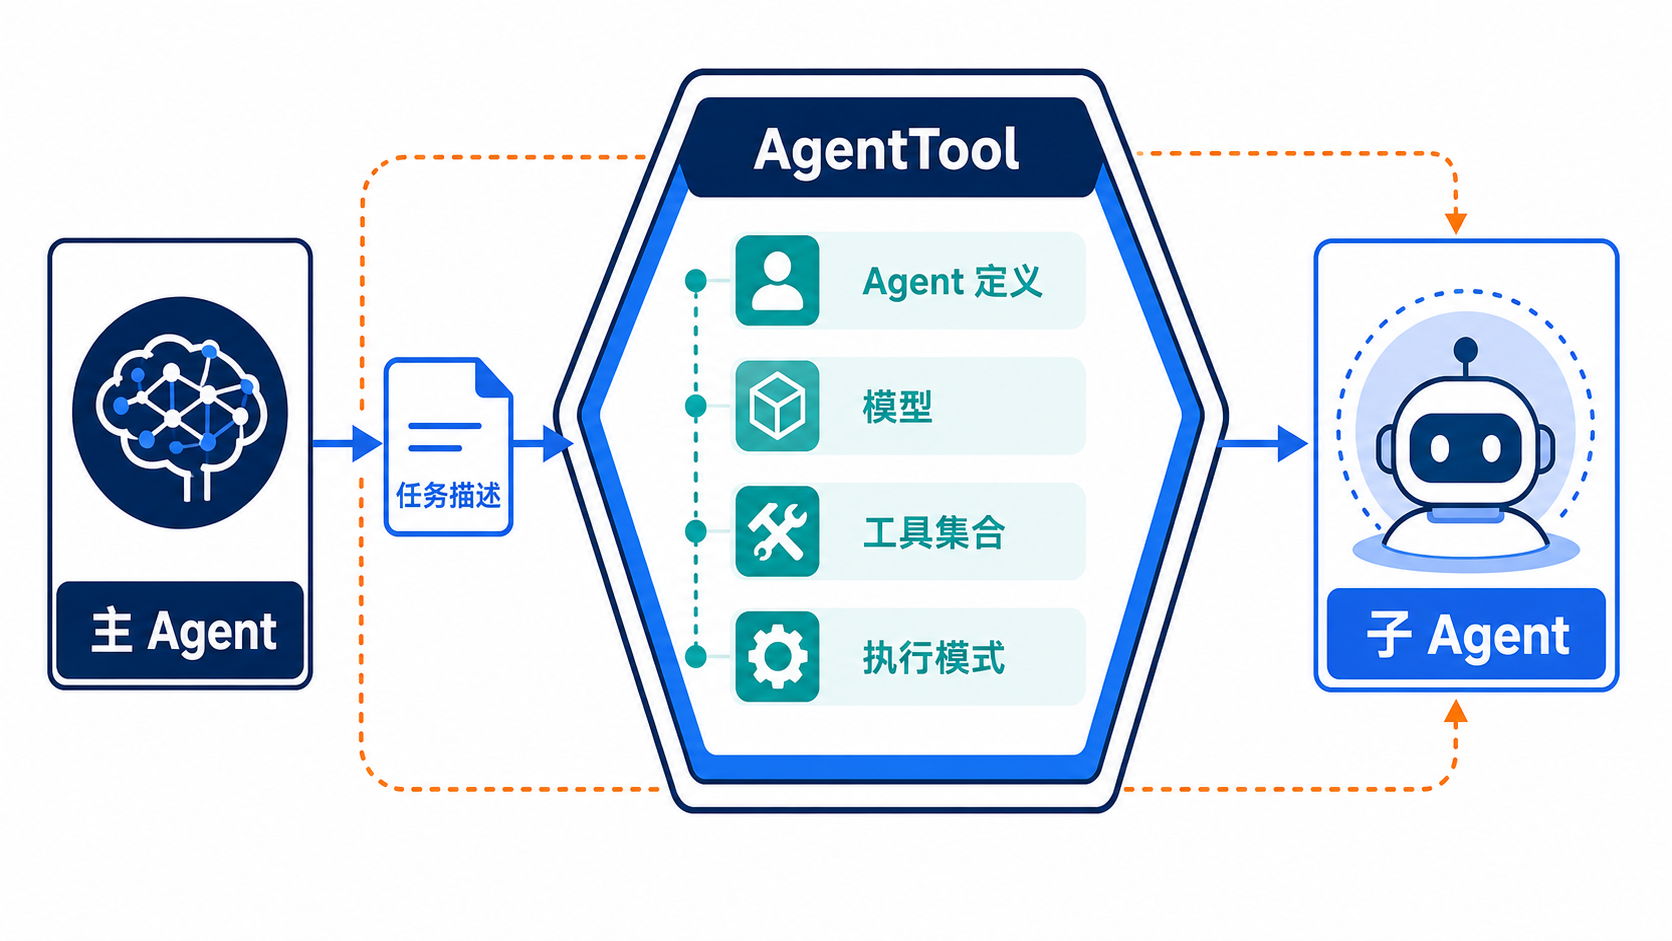 AgentTool
Agent 定义
模型
工具集合
执行模式
任务描述
主 Agent
子 Agent